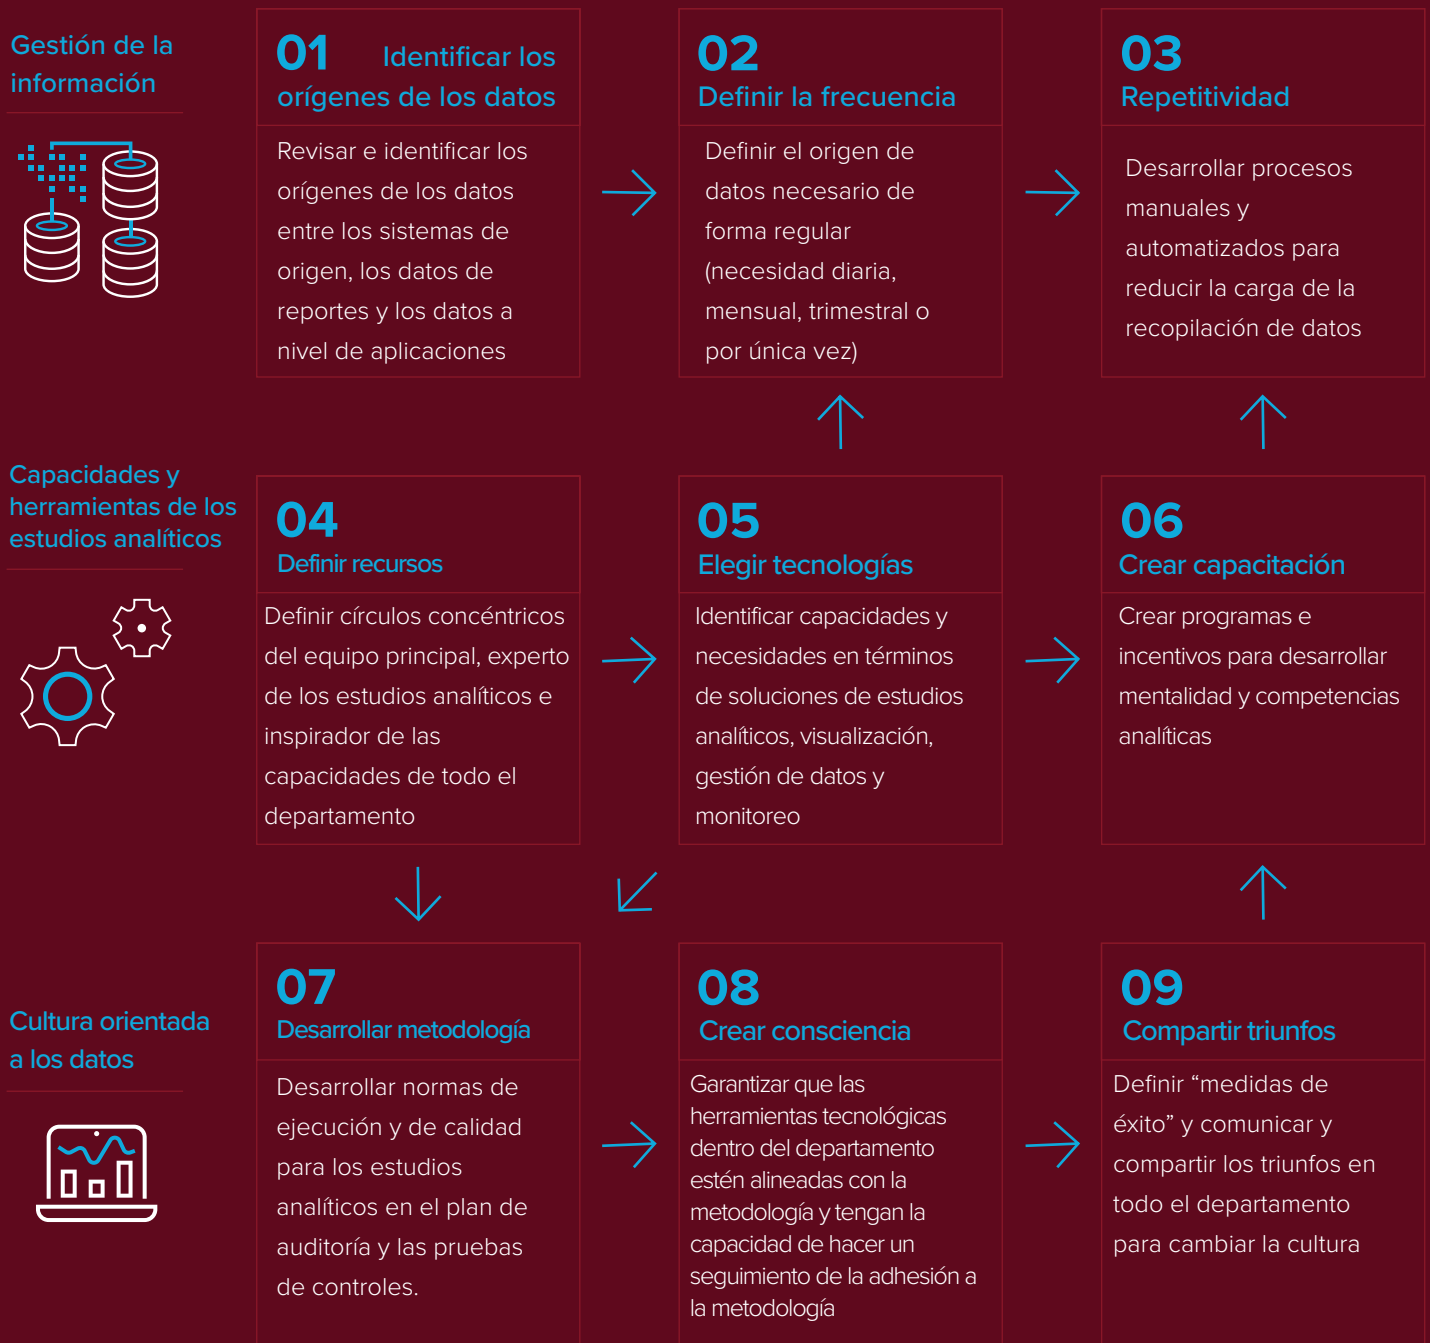 Gestión de la
información
01 Identificar los
orígenes de los datos
Revisar e identificar los
orígenes de los datos
entre los sistemas de
origen, los datos de
reportes y los datos a
nivel de aplicaciones
02
Definir la frecuencia
Definir el origen de
datos necesario de
forma regular
(necesidad diaria,
mensual, trimestral o
por única vez)
03
Repetitividad
Desarrollar procesos
manuales y
automatizados para
reducir la carga de la
recopilación de datos
Capacidades y
herramientas de los
estudios analíticos
04
Definir recursos
Definir círculos concéntricos
del equipo principal, experto
de los estudios analíticos e
inspirador de las
capacidades de todo el
departamento
05
Elegir tecnologías
Identificar capacidades y
necesidades en términos
de soluciones de estudios
analíticos, visualización,
gestión de datos y
monitoreo
06
Crear capacitación
Crear programas e
incentivos para desarrollar
mentalidad y competencias
analíticas
Cultura orientada
a los datos
07
Desarrollar metodología
Desarrollar normas de
ejecución y de calidad
para los estudios
analíticos en el plan de
auditoría y las pruebas
de controles.
08
Crear consciencia
Garantizar que las
herramientas tecnológicas
dentro del departamento
estén alineadas con la
metodología y tengan la
capacidad de hacer un
seguimiento de la adhesión a
la metodología
09
Compartir triunfos
Definir “medidas de
éxito” y comunicar y
compartir los triunfos en
todo el departamento
para cambiar la cultura